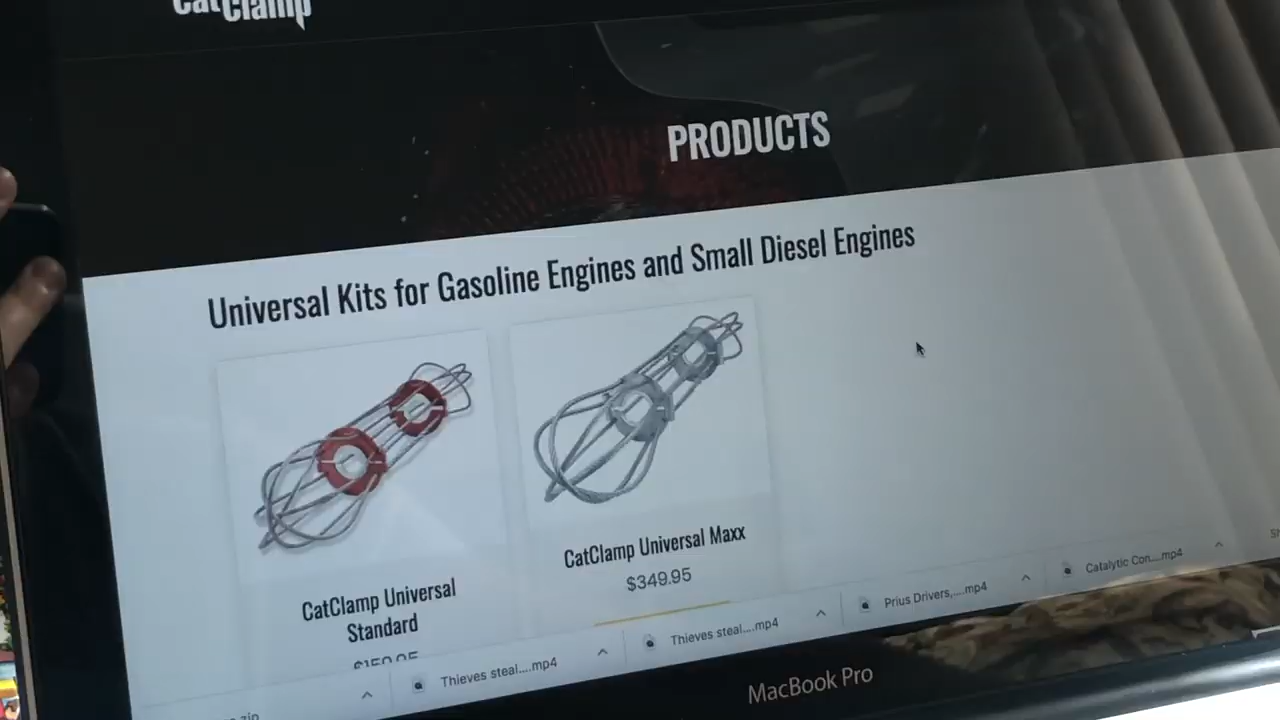 CatClamp
PRODUCTS
Universal Kits for Gasoline Engines and Small Diesel Engines
CatClamp Universal
Standard
CatClamp Universal Maxx
$349.95
zip
Thieves steal....mp4
Thieves steal....mp4
Prius Drivers,....mp4
Catalytic Con....mp4
MacBook Pro